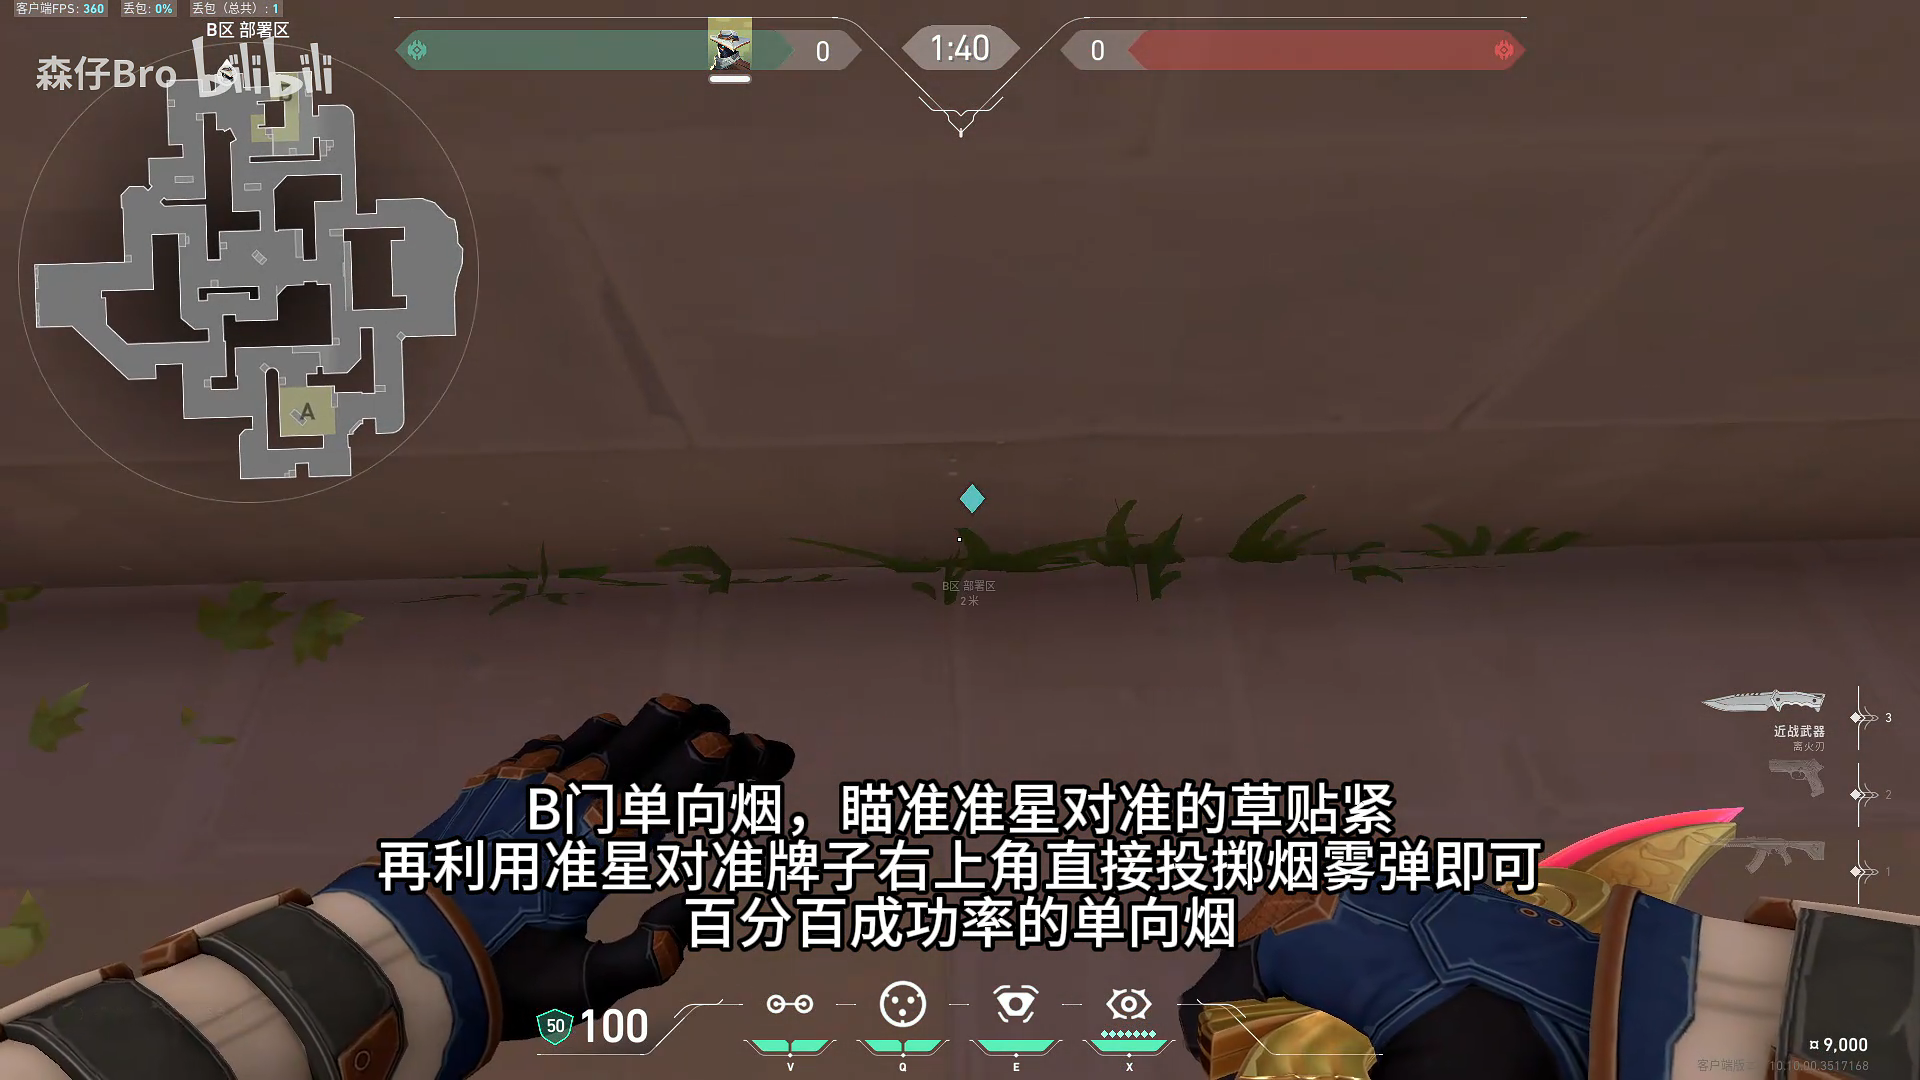 客户端FPS: 360 丢包: 0% 丢包（总共）: 1
B区 部署区
森仔Bro bilibili
0
1:40
0
B
A
B区 部署区
2米
近战武器
离火刃
3
2
1
B门单向烟，瞄准准星对准的草贴紧
再利用准星对准牌子右上角直接投掷烟雾弹即可
百分百成功率的单向烟
50 100
V
Q
E
X
¤ 9,000
10.10.00.3517168